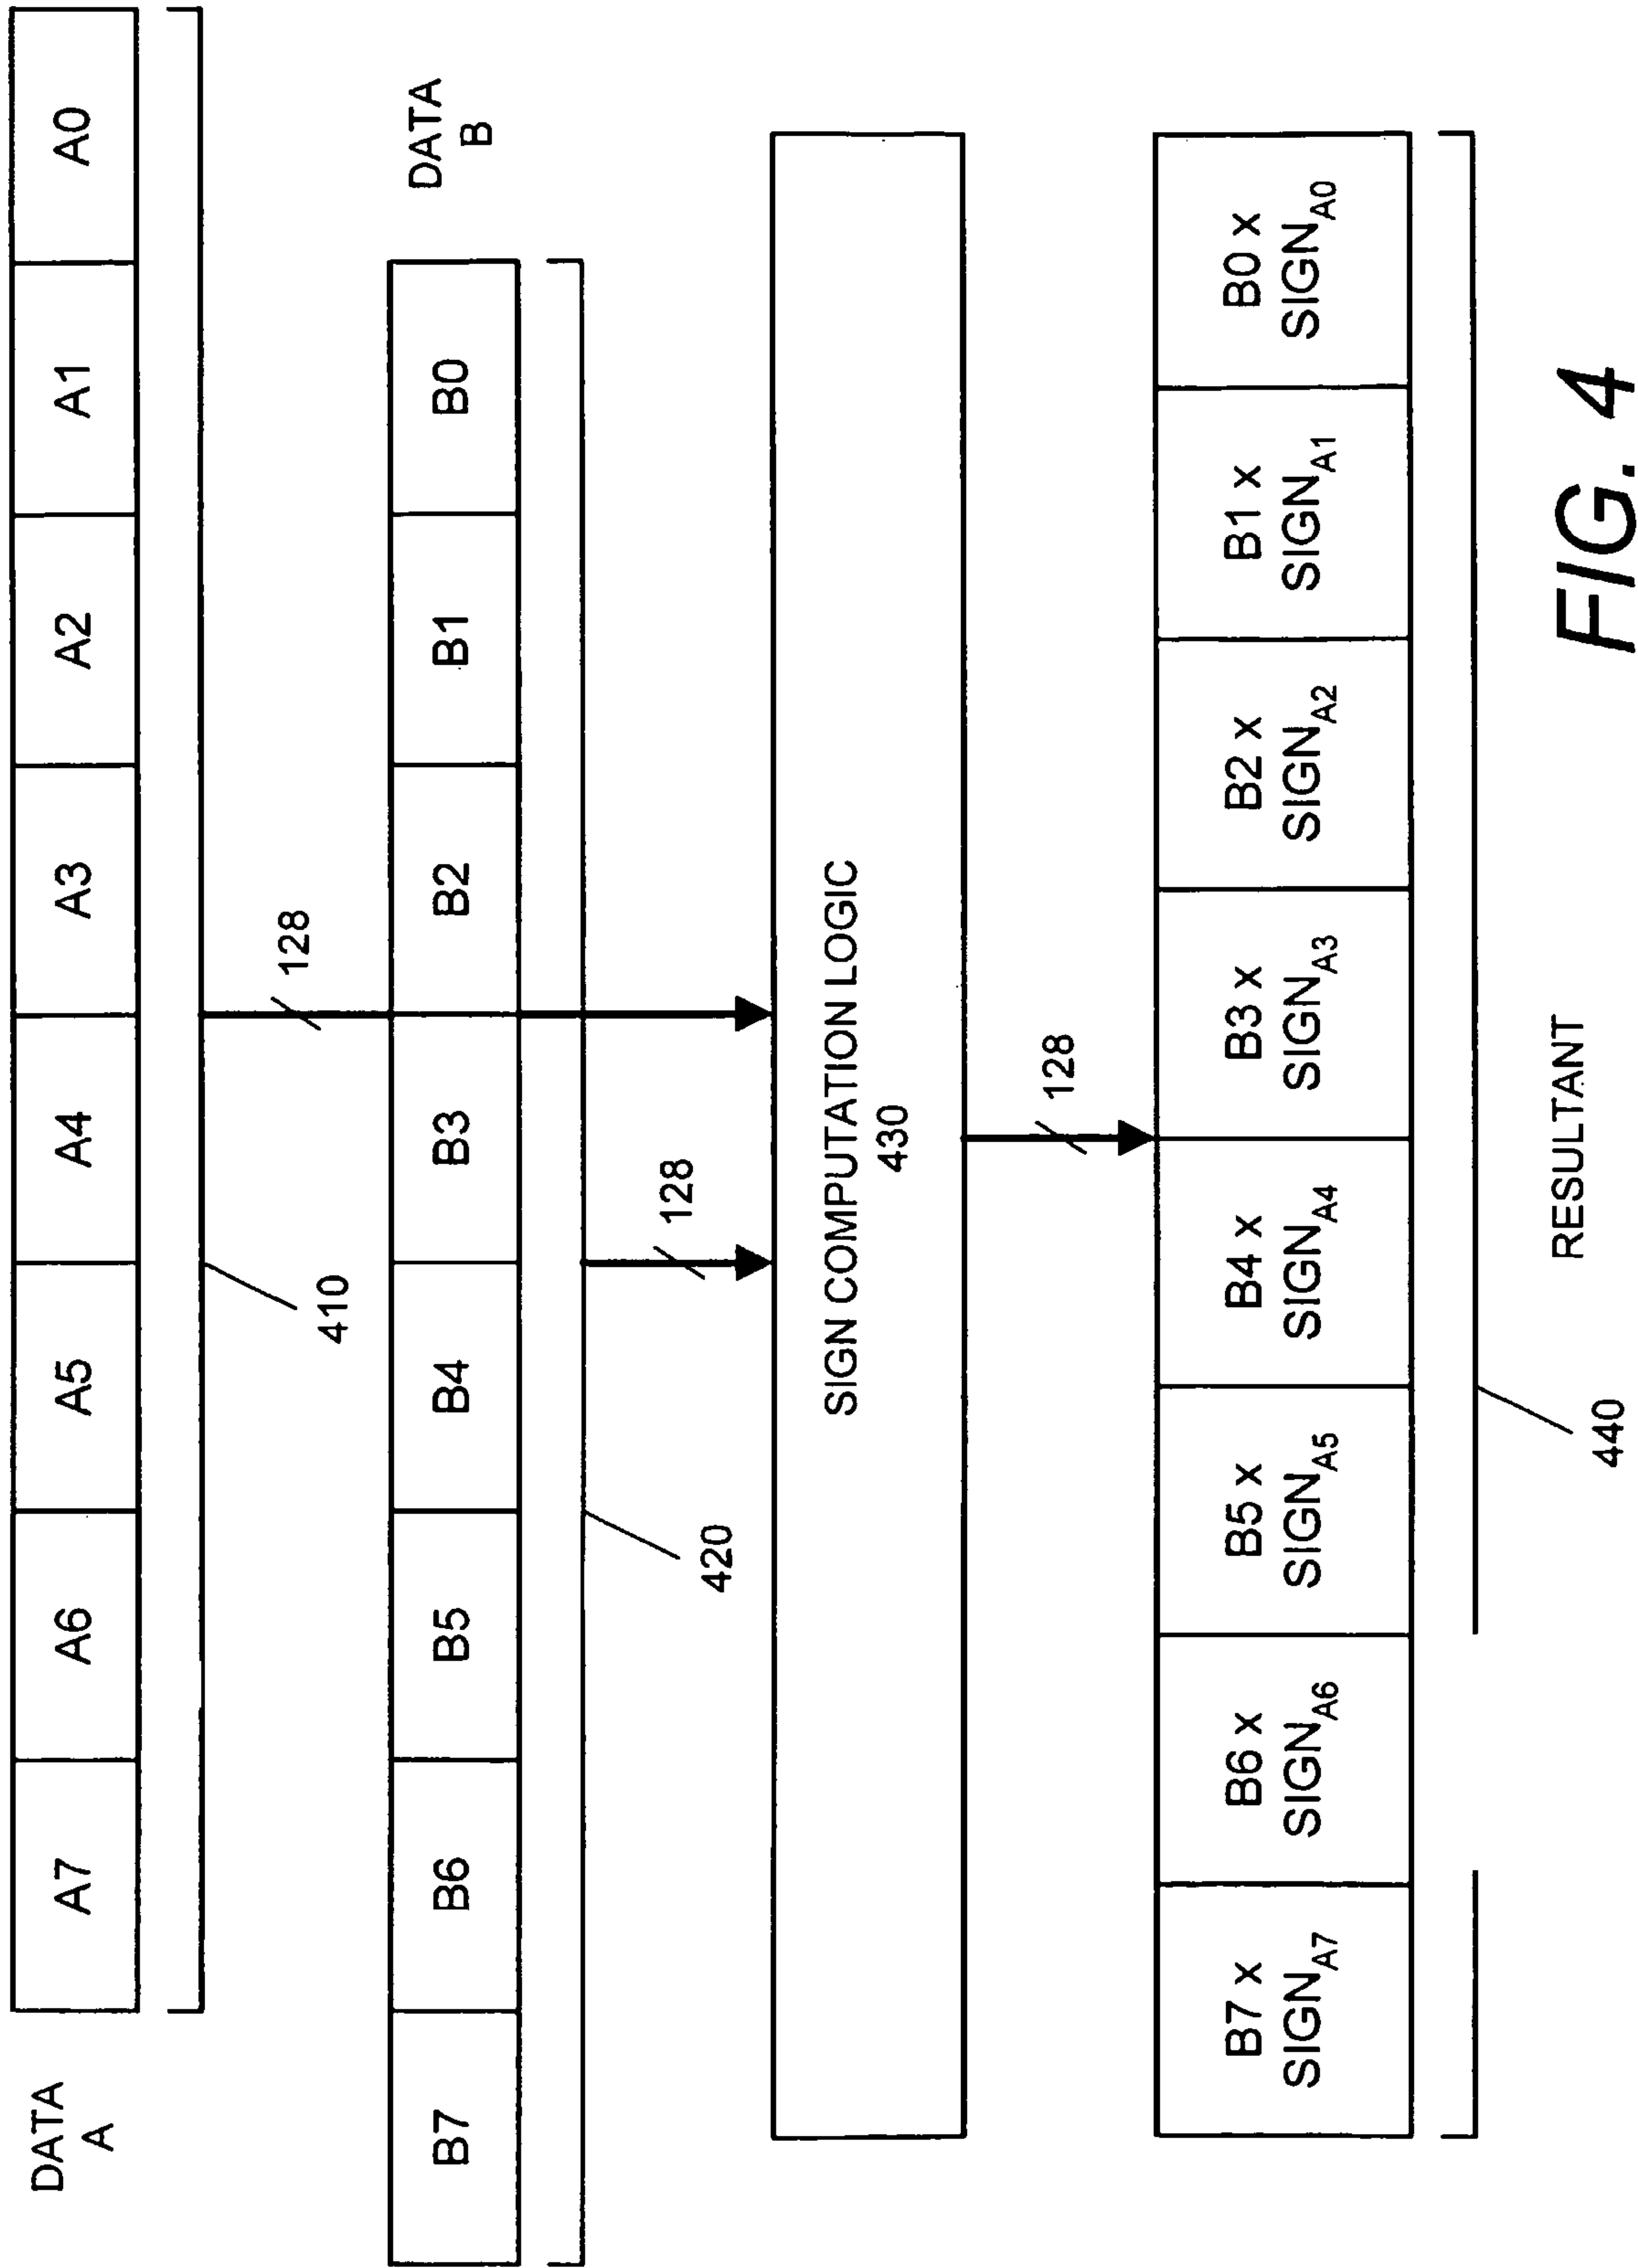 DATA
A
A7 A6 A5 A4 A3 A2 A1 A0
128
410
B7 B6 B5 B4 B3 B2 B1 B0
DATA
B
128
420
SIGN COMPUTATION LOGIC
430
128
B7 x B6 x B5 x B4 x B3 x B2 x B1 x B0 x
SIGNA7 SIGNA6 SIGNA5 SIGNA4 SIGNA3 SIGNA2 SIGNA1 SIGNA0
440
RESULTANT
FIG. 4